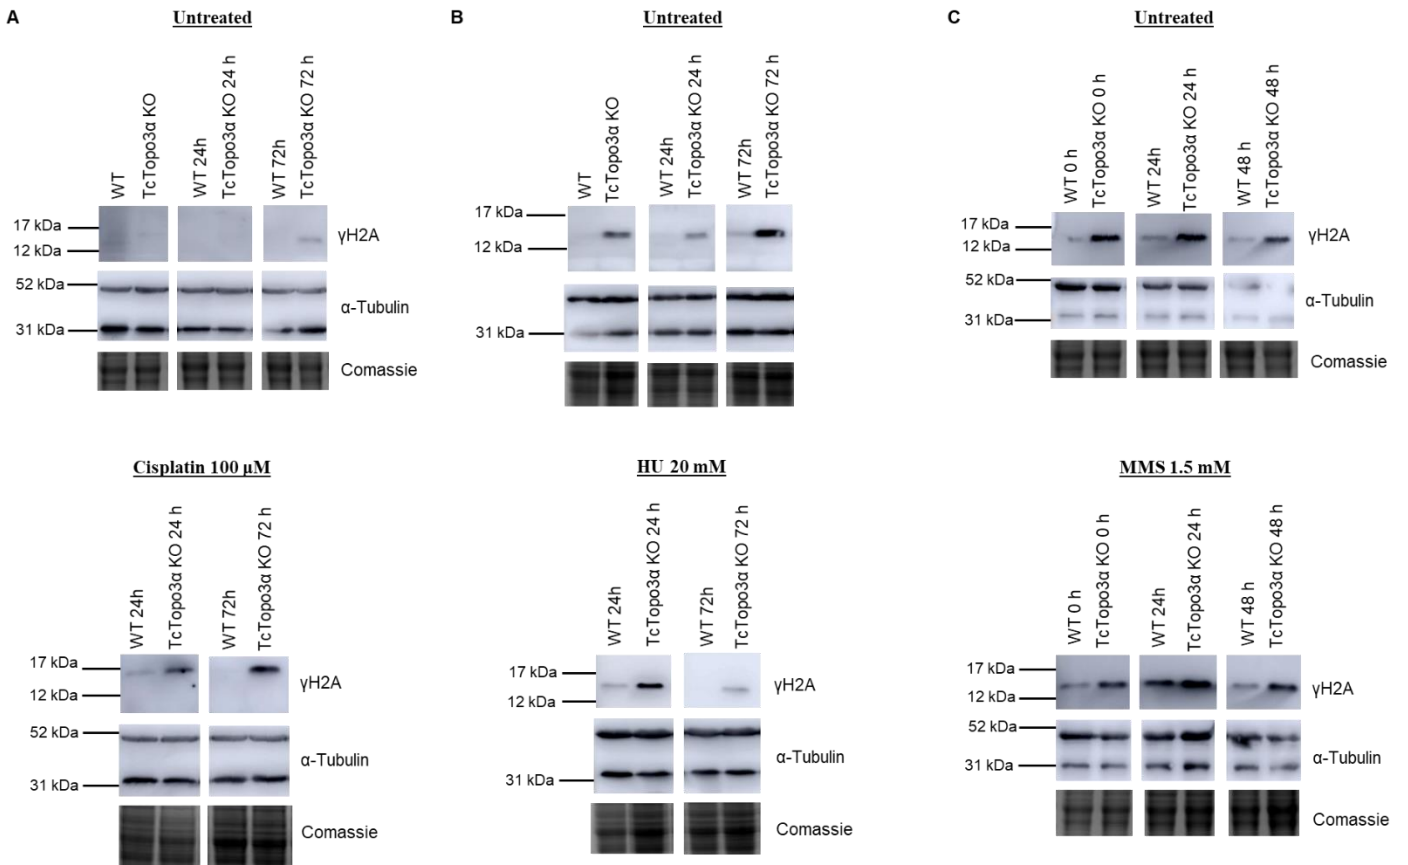 A
Untreated
WT
TcTopo3α KO
WT 24h
TcTopo3α KO 24 h
WT 72h
TcTopo3α KO 72 h
17 kDa
12 kDa
γH2A
52 kDa
31 kDa
α-Tubulin
Comassie
Cisplatin 100 µM
WT 24h
TcTopo3α KO 24 h
WT 72h
TcTopo3α KO 72 h
17 kDa
12 kDa
γH2A
52 kDa
31 kDa
α-Tubulin
Comassie
B
Untreated
WT
TcTopo3α KO
WT 24h
TcTopo3α KO 24 h
WT 72h
TcTopo3α KO 72 h
17 kDa
12 kDa
31 kDa
HU 20 mM
WT 24h
TcTopo3α KO 24 h
WT 72h
TcTopo3α KO 72 h
17 kDa
12 kDa
γH2A
31 kDa
α-Tubulin
Comassie
C
Untreated
WT 0 h
TcTopo3α KO 0 h
WT 24h
TcTopo3α KO 24 h
WT 48 h
TcTopo3α KO 48 h
17 kDa
12 kDa
γH2A
52 kDa
31 kDa
α-Tubulin
Comassie
MMS 1.5 mM
WT 0 h
TcTopo3α KO 0 h
WT 24h
TcTopo3α KO 24 h
WT 48 h
TcTopo3α KO 48 h
17 kDa
12 kDa
γH2A
52 kDa
31 kDa
α-Tubulin
Comassie